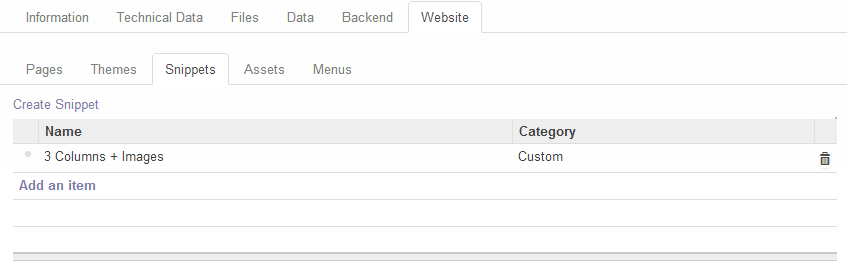 Information Technical Data Files Data Backend Website
Pages Themes Snippets Assets Menus
Create Snippet
Name Category
3 Columns + Images Custom
Add an item